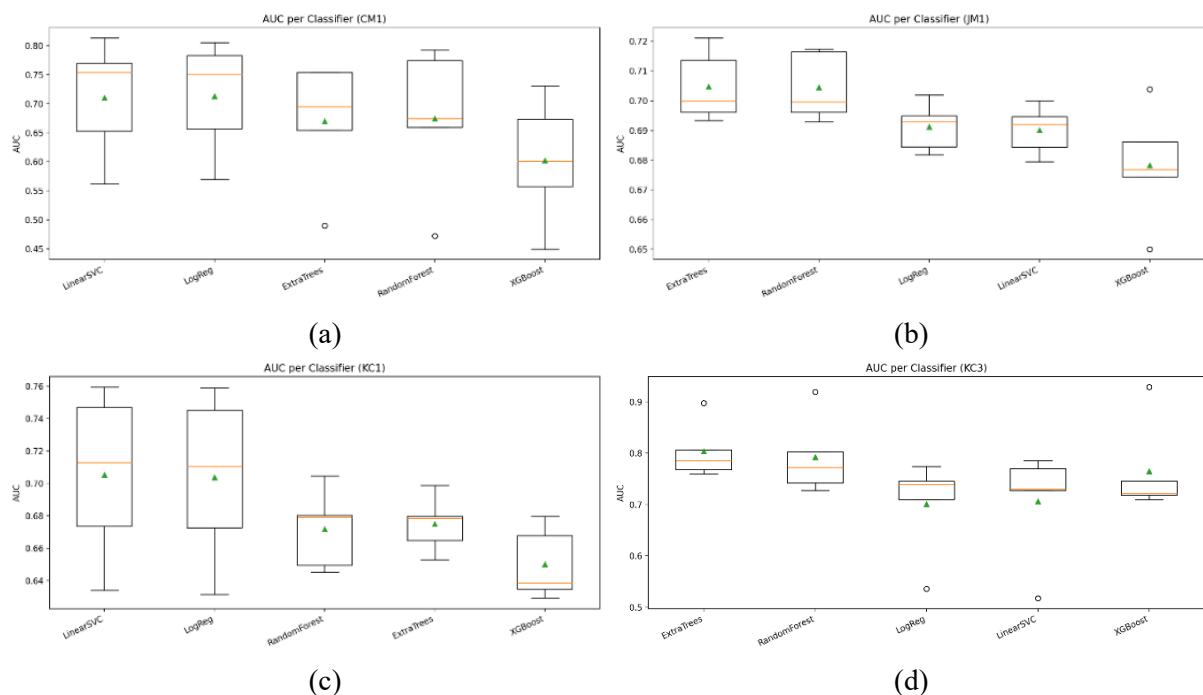 AUC per Classifier (CM1)
AUC
0.80
0.75
0.70
0.65
0.60
0.55
0.50
0.45
LinearSVC
LogReg
ExtraTrees
RandomForest
XGBoost
(a)
AUC per Classifier (JM1)
AUC
0.72
0.71
0.70
0.69
0.68
0.67
0.66
0.65
ExtraTrees
RandomForest
LogReg
LinearSVC
XGBoost
(b)
AUC per Classifier (KC1)
AUC
0.76
0.74
0.72
0.70
0.68
0.66
0.64
LinearSVC
LogReg
RandomForest
ExtraTrees
XGBoost
(c)
AUC per Classifier (KC3)
AUC
0.9
0.8
0.7
0.6
0.5
ExtraTrees
RandomForest
LogReg
LinearSVC
XGBoost
(d)